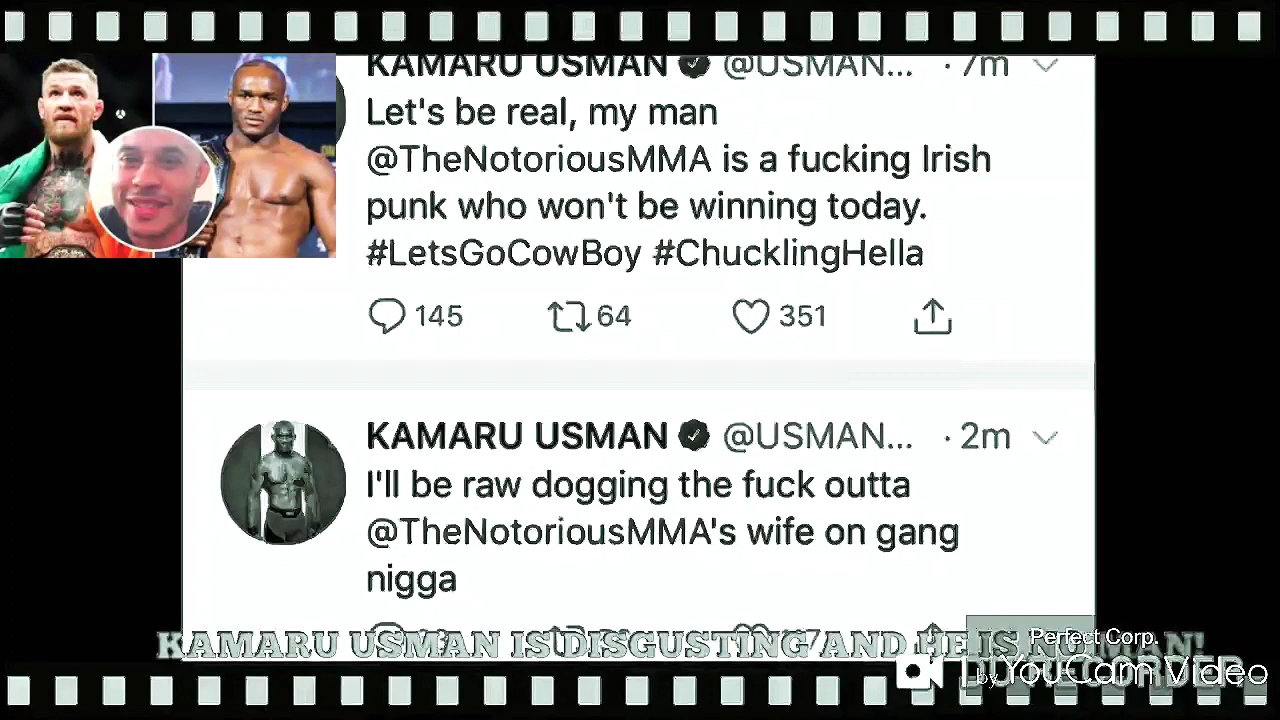 KAMARU USMAN @USMAN... · 7m
Let's be real, my man
@TheNotoriousMMA is a fucking Irish
punk who won't be winning today.
#LetsGoCowBoy #ChucklingHella
145 64 351
KAMARU USMAN @USMAN... · 2m
I'll be raw dogging the fuck outta
@TheNotoriousMMA's wife on gang
nigga
KAMARU USMAN IS DISGUSTING AND HE IS
Perfect Corp.
by YouCam Video